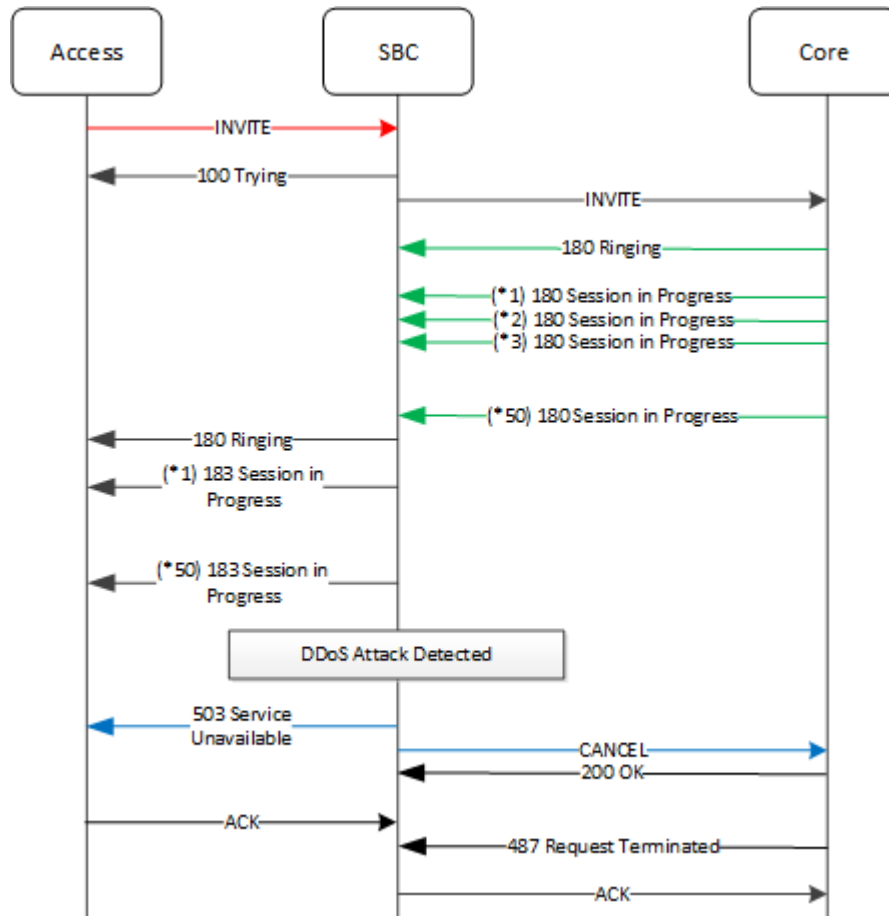 Access
SBC
Core
INVITE
100 Trying
INVITE
180 Ringing
(*1) 180 Session in Progress
(*2) 180 Session in Progress
(*3) 180 Session in Progress
(*50) 180 Session in Progress
180 Ringing
(*1) 183 Session in
Progress
(*50) 183 Session in
Progress
DDoS Attack Detected
503 Service
Unavailable
CANCEL
200 OK
ACK
487 Request Terminated
ACK